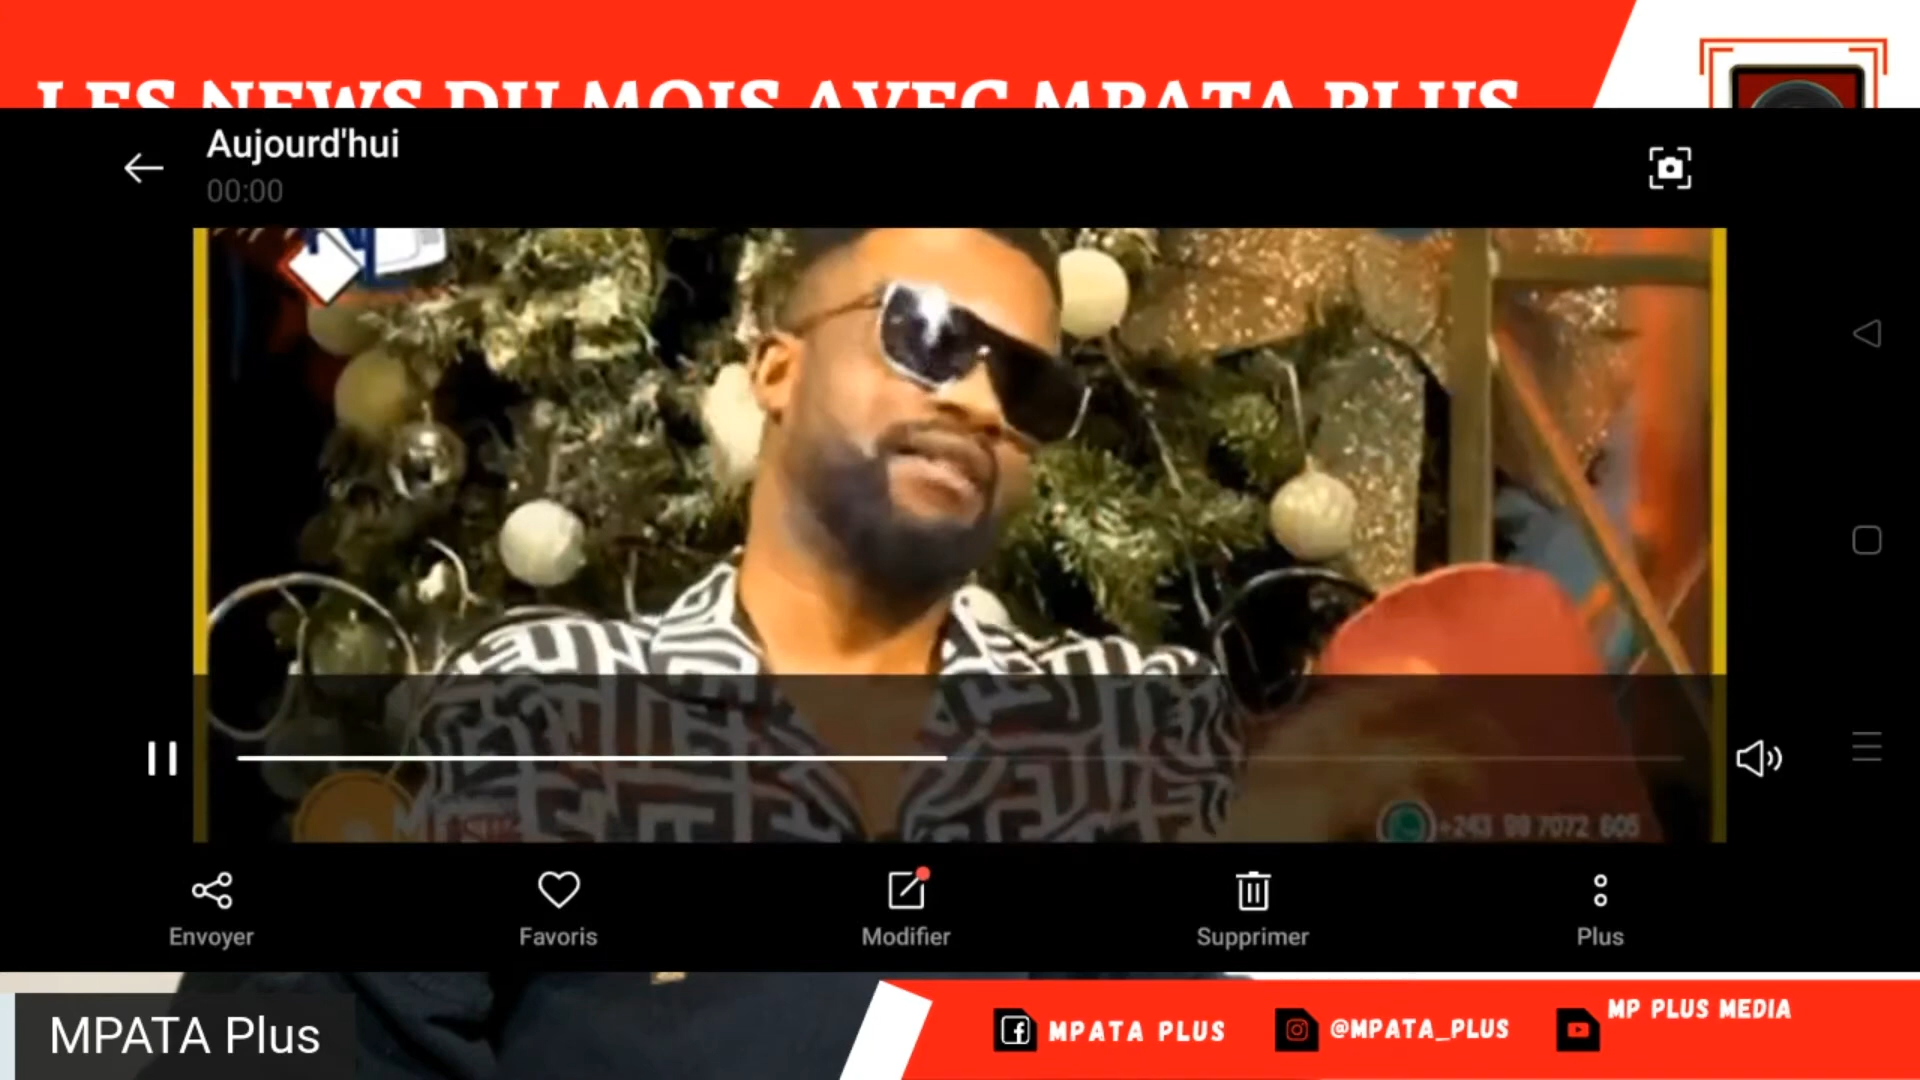 LES NEWS DU MOIS AVEC MPATA PLUS
Aujourd'hui
00:00
Envoyer
Favoris
Modifier
Supprimer
Plus
MPATA Plus
MPATA PLUS
@MPATA_PLUS
MP PLUS MEDIA